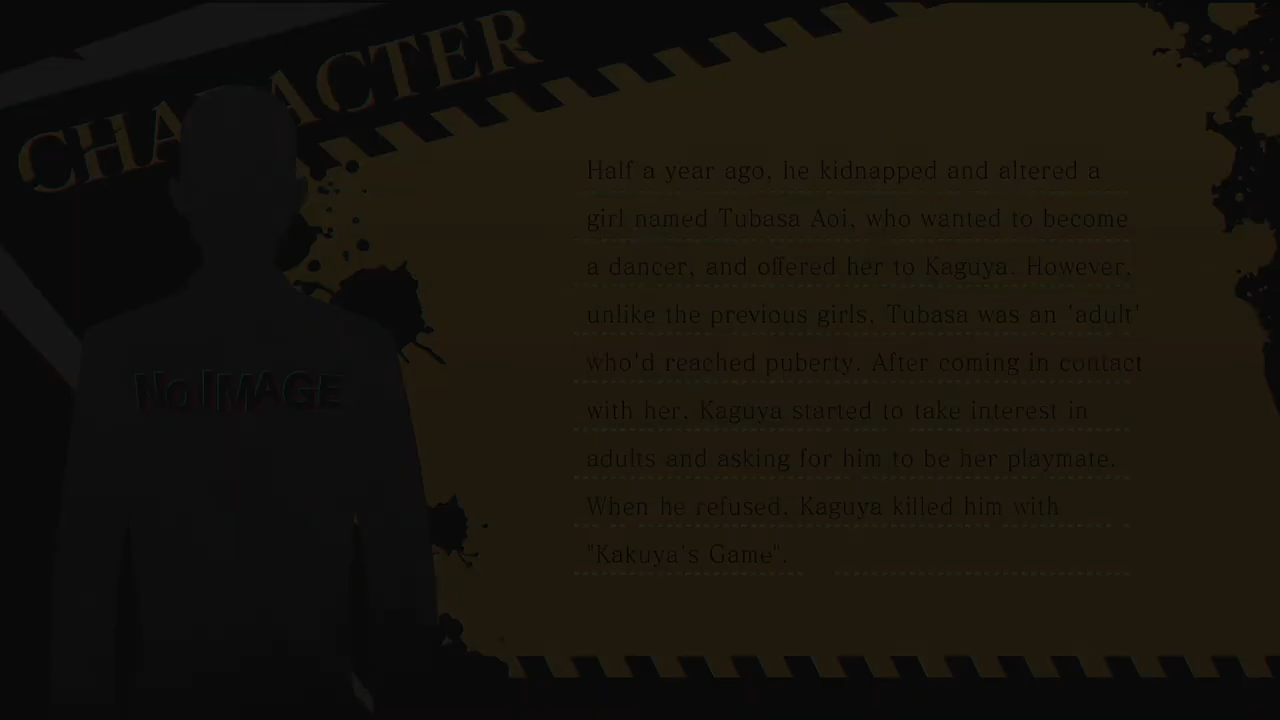 CHARACTER
No IMAGE
Half a year ago, he kidnapped and altered a
girl named Tubasa Aoi, who wanted to become
a dancer, and offered her to Kaguya. However,
unlike the previous girls, Tubasa was an 'adult'
who'd reached puberty. After coming in contact
with her, Kaguya started to take interest in
adults and asking for him to be her playmate.
When he refused, Kaguya killed him with
"Kakuya's Game".